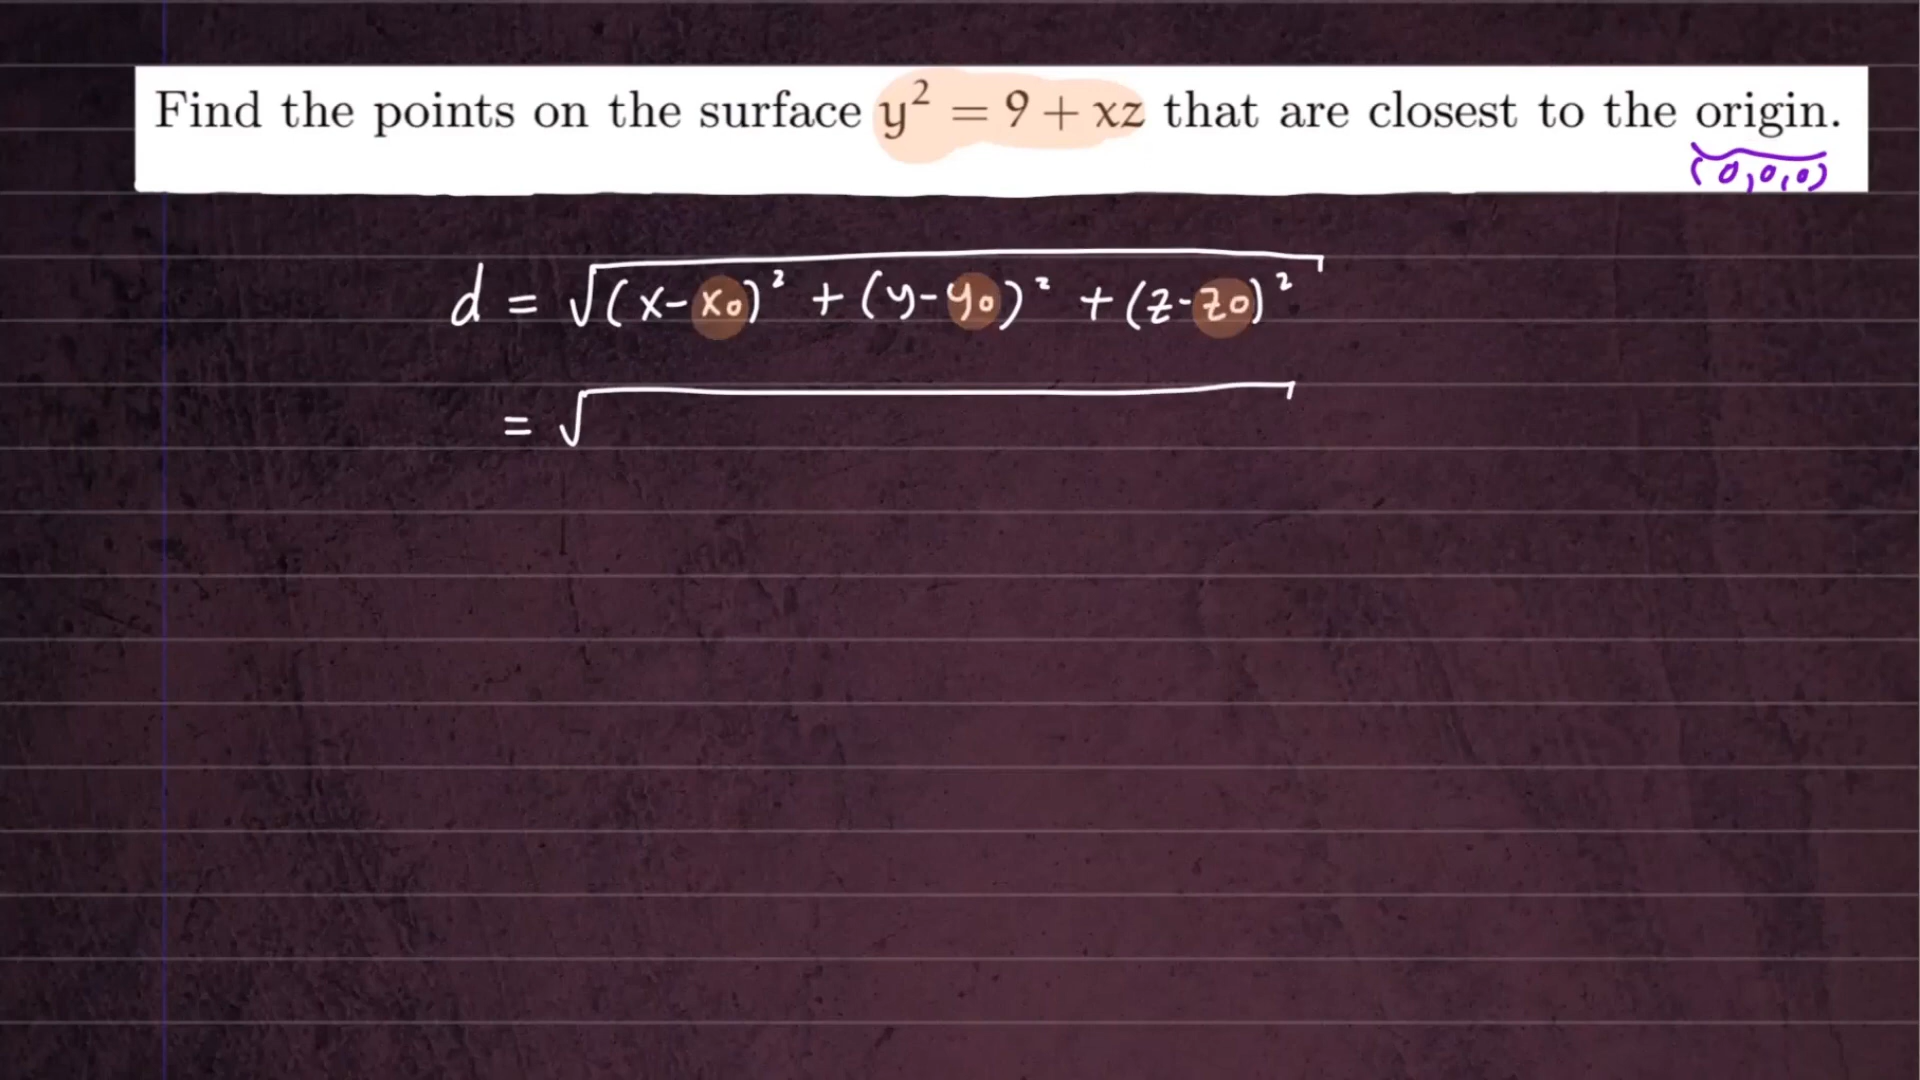 Find the points on the surface y² = 9 + xz that are closest to the origin.
(0,0,0)
d = √(x-x₀)² + (y-y₀)² + (z-z₀)²
= √